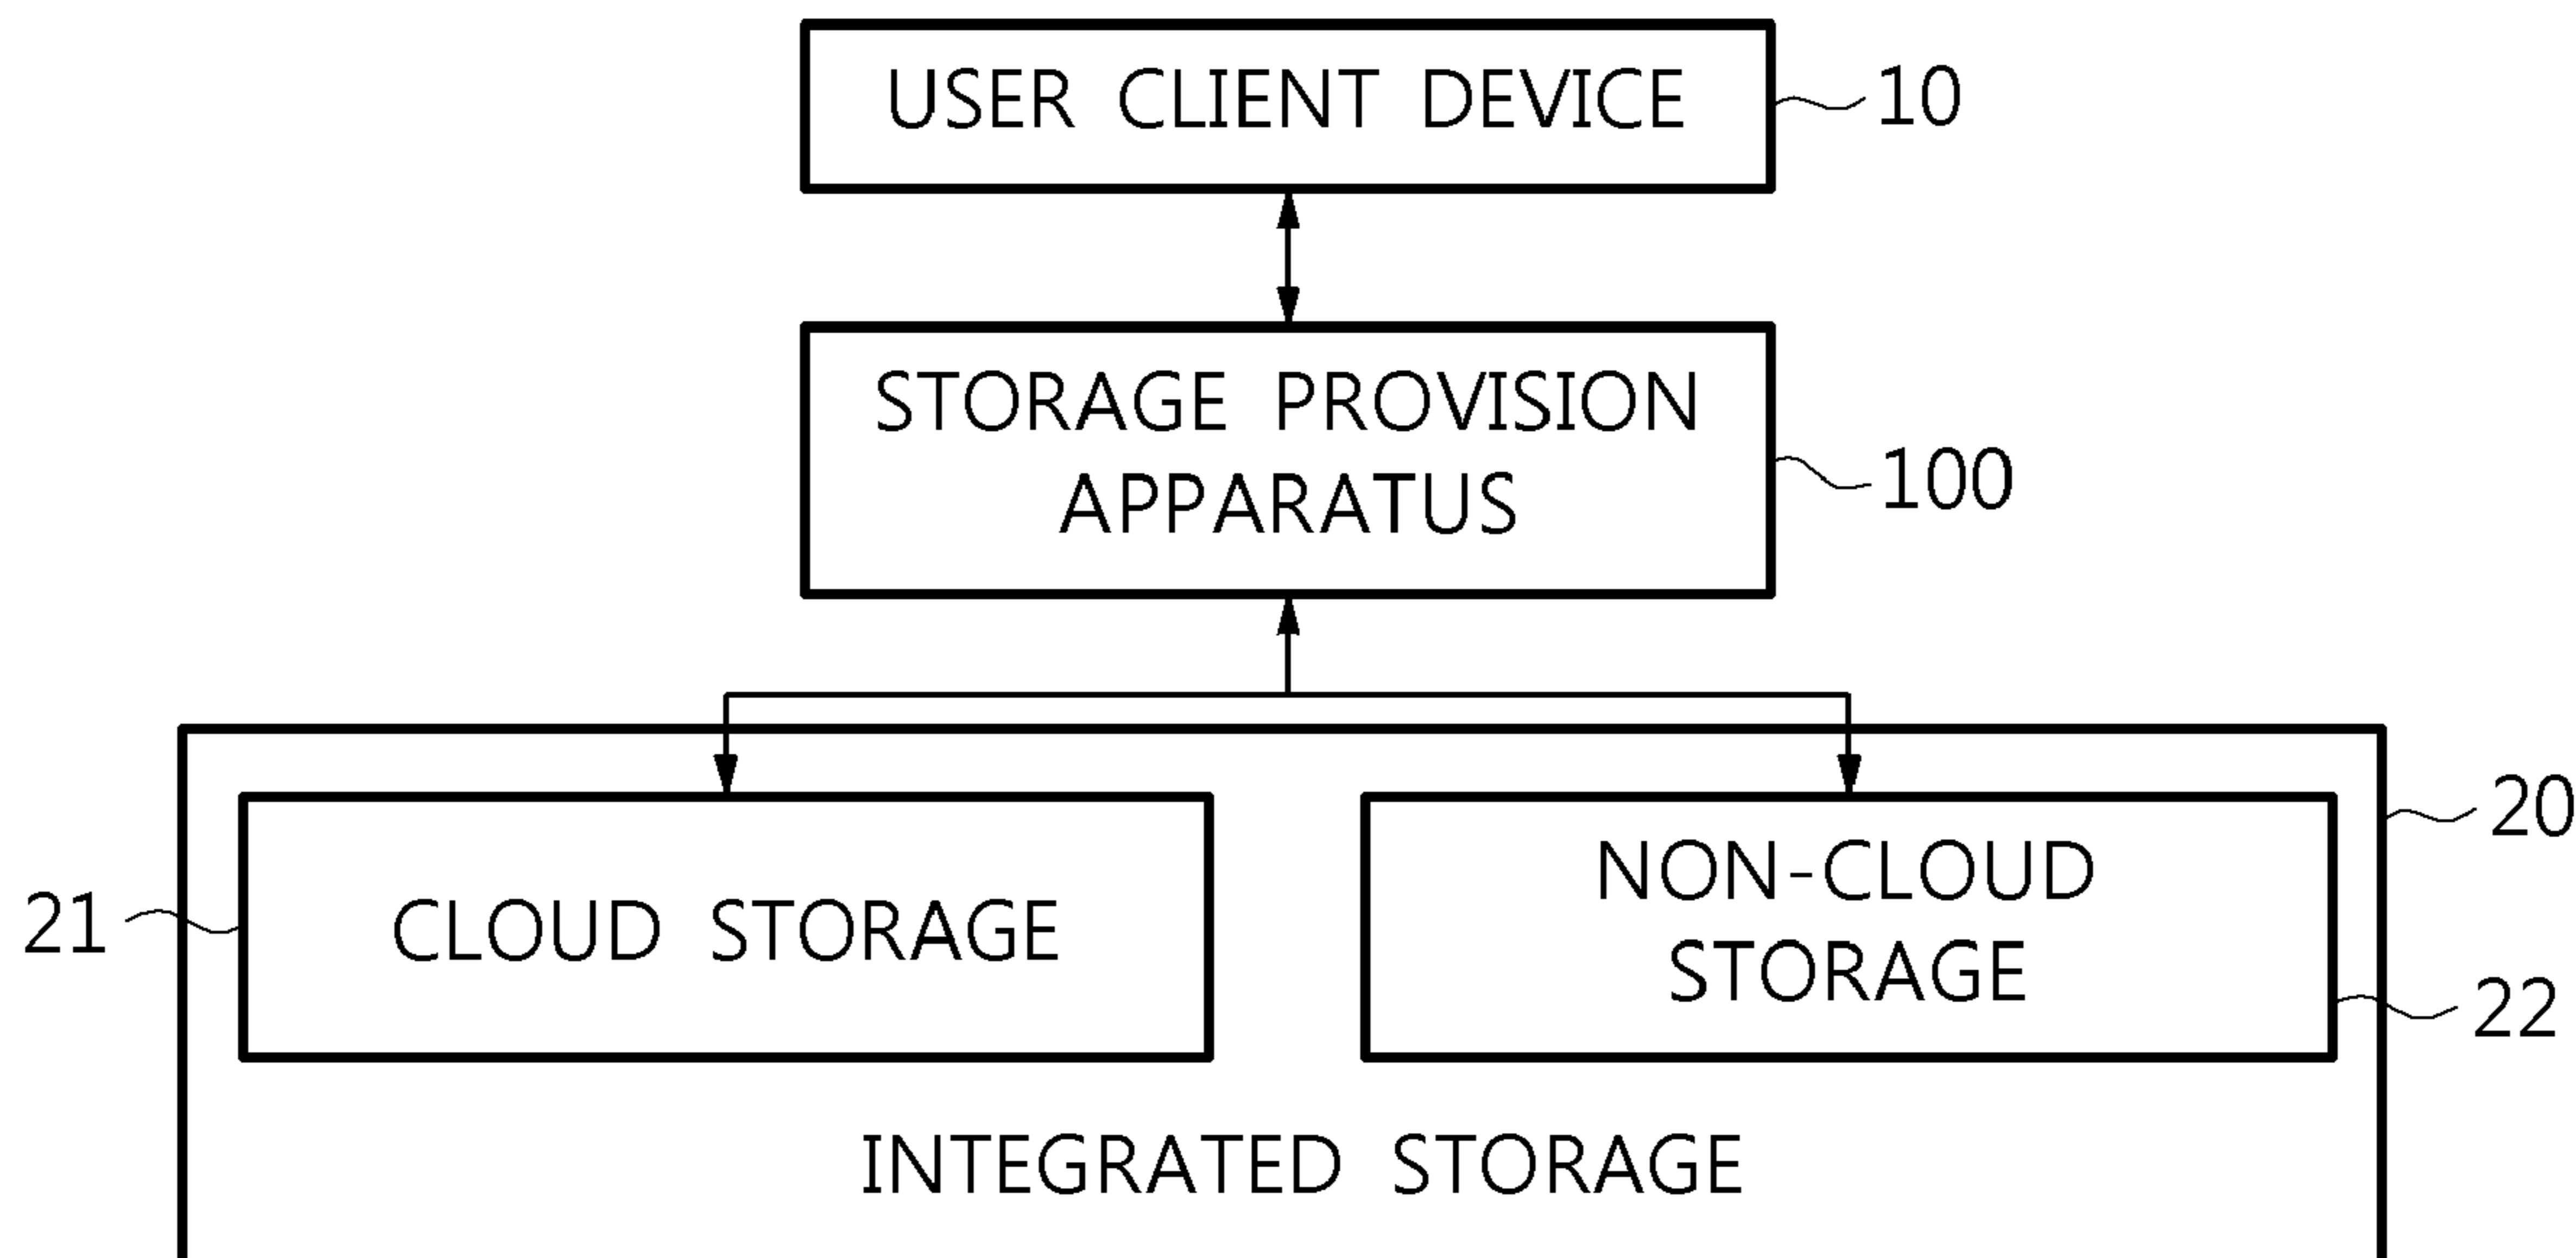 USER CLIENT DEVICE
10
STORAGE PROVISION
APPARATUS
100
20
21
CLOUD STORAGE
NON-CLOUD
STORAGE
22
INTEGRATED STORAGE